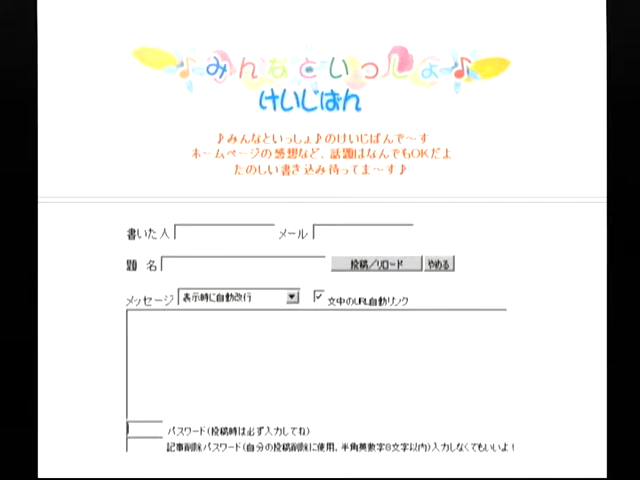 ♪みんなといっしょ♪
けいじばん
♪みんなといっしょ♪のけいじばんで〜す
ホームページの感想など、話題はなんでもOKだよ
たのしい書き込み待ってま〜す♪
書いた人 メール
題 名 投稿/リロード やめる
メッセージ 表示時に自動改行 文中のURL自動リンク
パスワード(投稿時は必ず入力してね)
記事削除パスワード(自分の投稿削除に使用。半角英数字8文字以内)入力しなくてもいいよ!